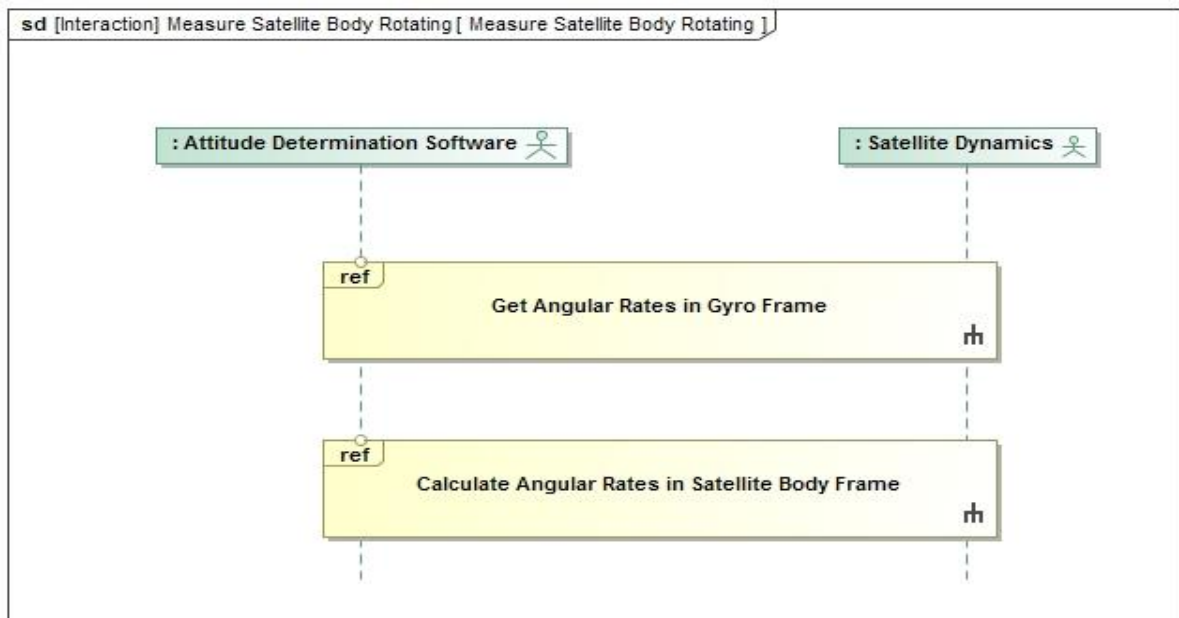 sd [Interaction] Measure Satellite Body Rotating [ Measure Satellite Body Rotating ]
: Attitude Determination Software
: Satellite Dynamics
ref
Get Angular Rates in Gyro Frame
ref
Calculate Angular Rates in Satellite Body Frame